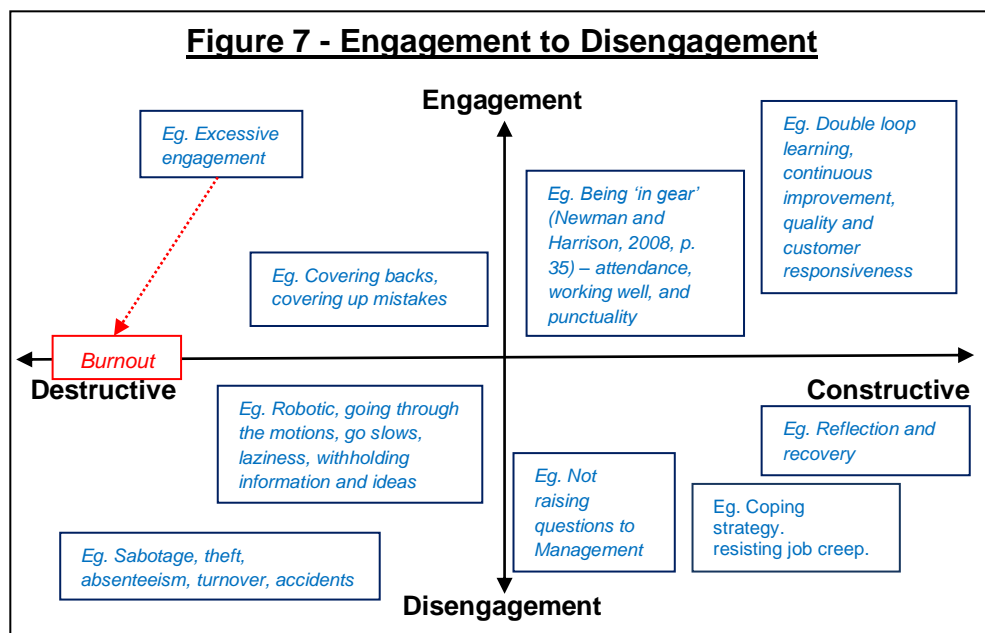 Figure 7 - Engagement to Disengagement
Engagement
Eg. Excessive
engagement
Eg. Double loop
learning,
continuous
improvement,
quality and
customer
responsiveness
Eg. Being ‘in gear’
(Newman and
Harrison, 2008, p.
35) – attendance,
working well, and
punctuality
Eg. Covering backs,
covering up mistakes
Burnout
Destructive
Constructive
Eg. Robotic, going through
the motions, go slows,
laziness, withholding
information and ideas
Eg. Reflection and
recovery
Eg. Not
raising
questions to
Management
Eg. Coping
strategy.
resisting job creep.
Eg. Sabotage, theft,
absenteeism, turnover, accidents
Disengagement